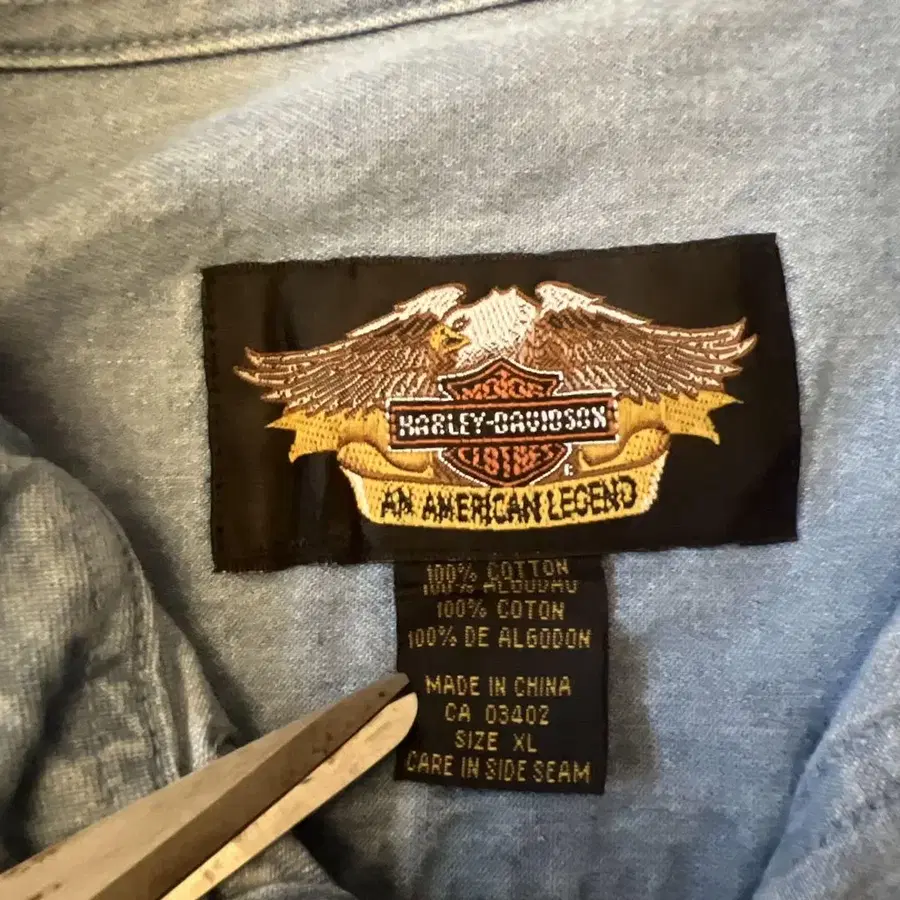 MOTOR
HARLEY-DAVIDSON
CLOTHES
AN AMERICAN LEGEND
100% COTTON
100% ALGODAO
100% COTON
100% DE ALGODON
MADE IN CHINA
CA 03402
SIZE XL
CARE IN SIDE SEAM